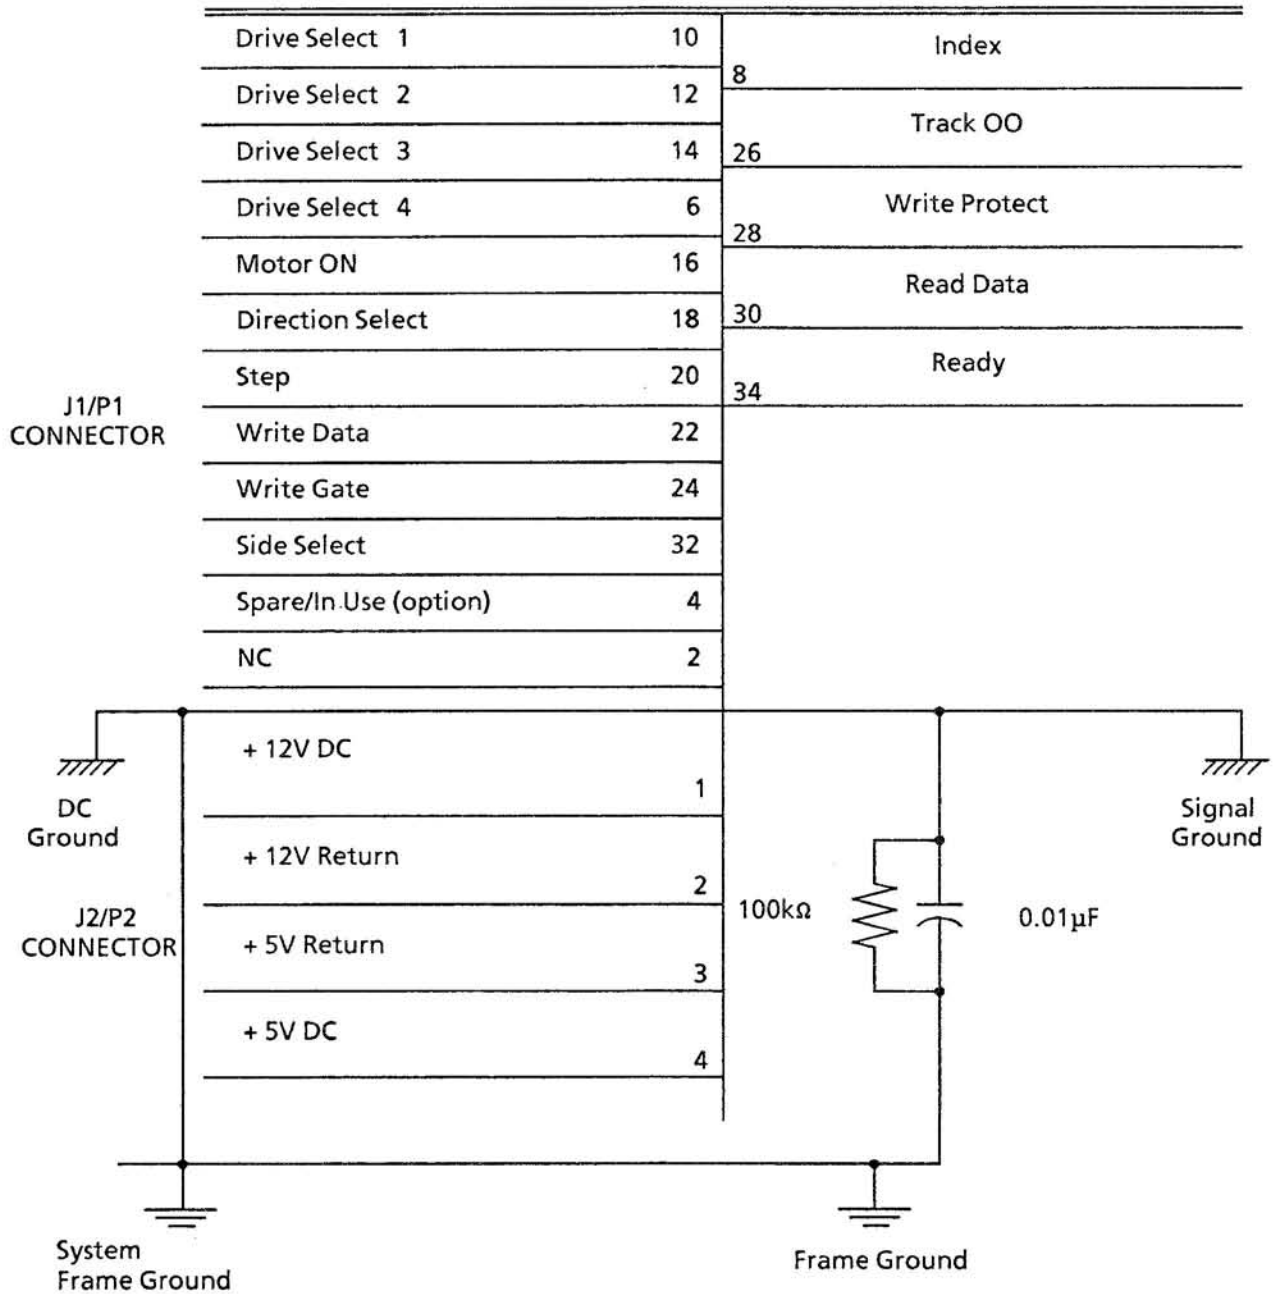 Drive Select 1 10
Drive Select 2 12
Drive Select 3 14
Drive Select 4 6
Motor ON 16
Direction Select 18
Step 20
Write Data 22
Write Gate 24
Side Select 32
Spare/In Use (option) 4
NC 2
Index
8
Track OO
26
Write Protect
28
Read Data
30
Ready
34
J1/P1
CONNECTOR
DC
Ground
+ 12V DC
1
+ 12V Return
2
+ 5V Return
3
+ 5V DC
4
J2/P2
CONNECTOR
100kΩ
0.01µF
Signal
Ground
System
Frame Ground
Frame Ground